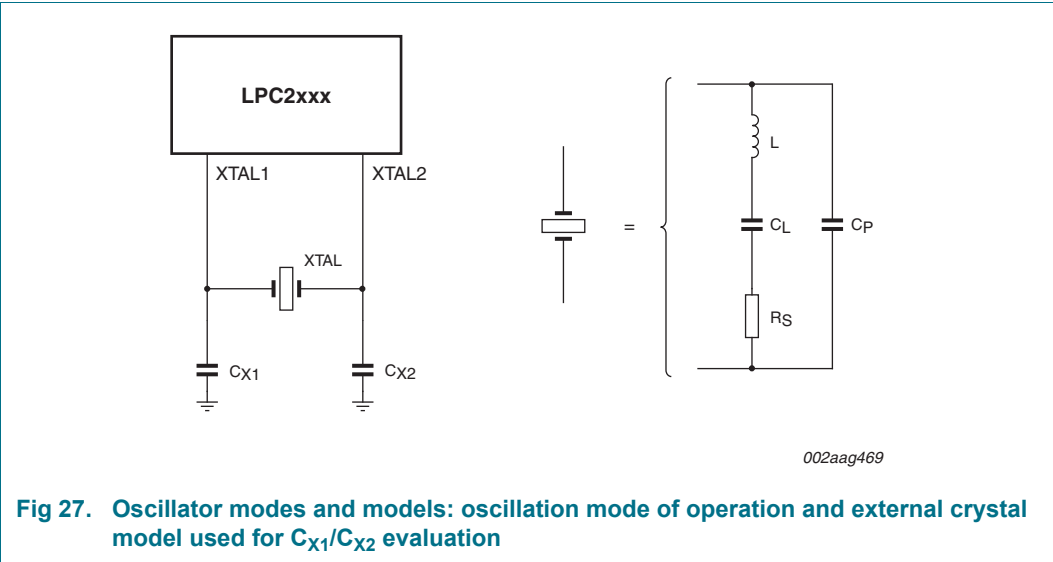 LPC2xxx
XTAL1
XTAL2
XTAL
CX1
CX2
=
L
CL
CP
RS
002aag469
Fig 27. Oscillator modes and models: oscillation mode of operation and external crystal
model used for CX1/CX2 evaluation